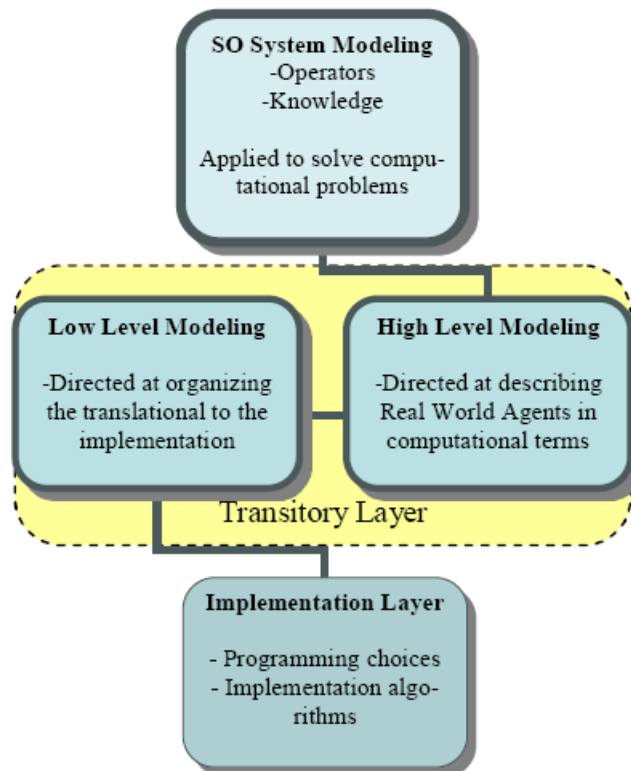 SO System Modeling
-Operators
-Knowledge
Applied to solve compu-
tational problems
Low Level Modeling
-Directed at organizing
the translational to the
implementation
High Level Modeling
-Directed at describing
Real World Agents in
computational terms
Transitory Layer
Implementation Layer
- Programming choices
- Implementation algo-
rithms